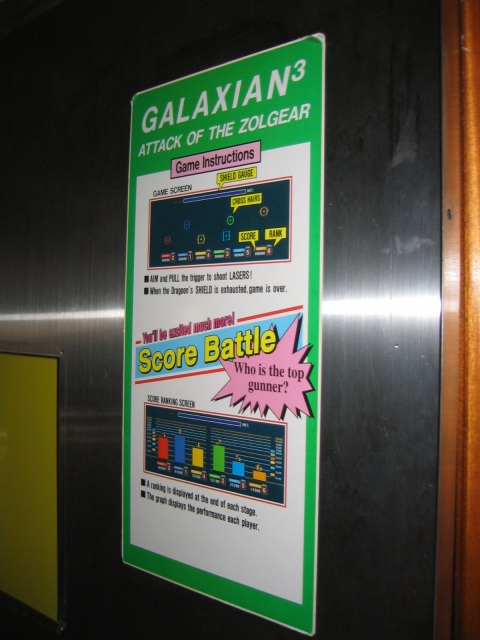 GALAXIAN³
ATTACK OF THE ZOLGEAR
Game Instructions
SHIELD GAUGE
GAME SCREEN
CROSS HAIRS
SCORE
RANK
■ AIM and PULL the trigger to shoot LASERS!
■ When the Dragoon's SHIELD is exhausted, game is over.
You'll be excited much more!
Score Battle
Who is the top
gunner?
SCORE RANKING SCREEN
■ A ranking is displayed at the end of each stage.
■ The graph displays the performance each player.